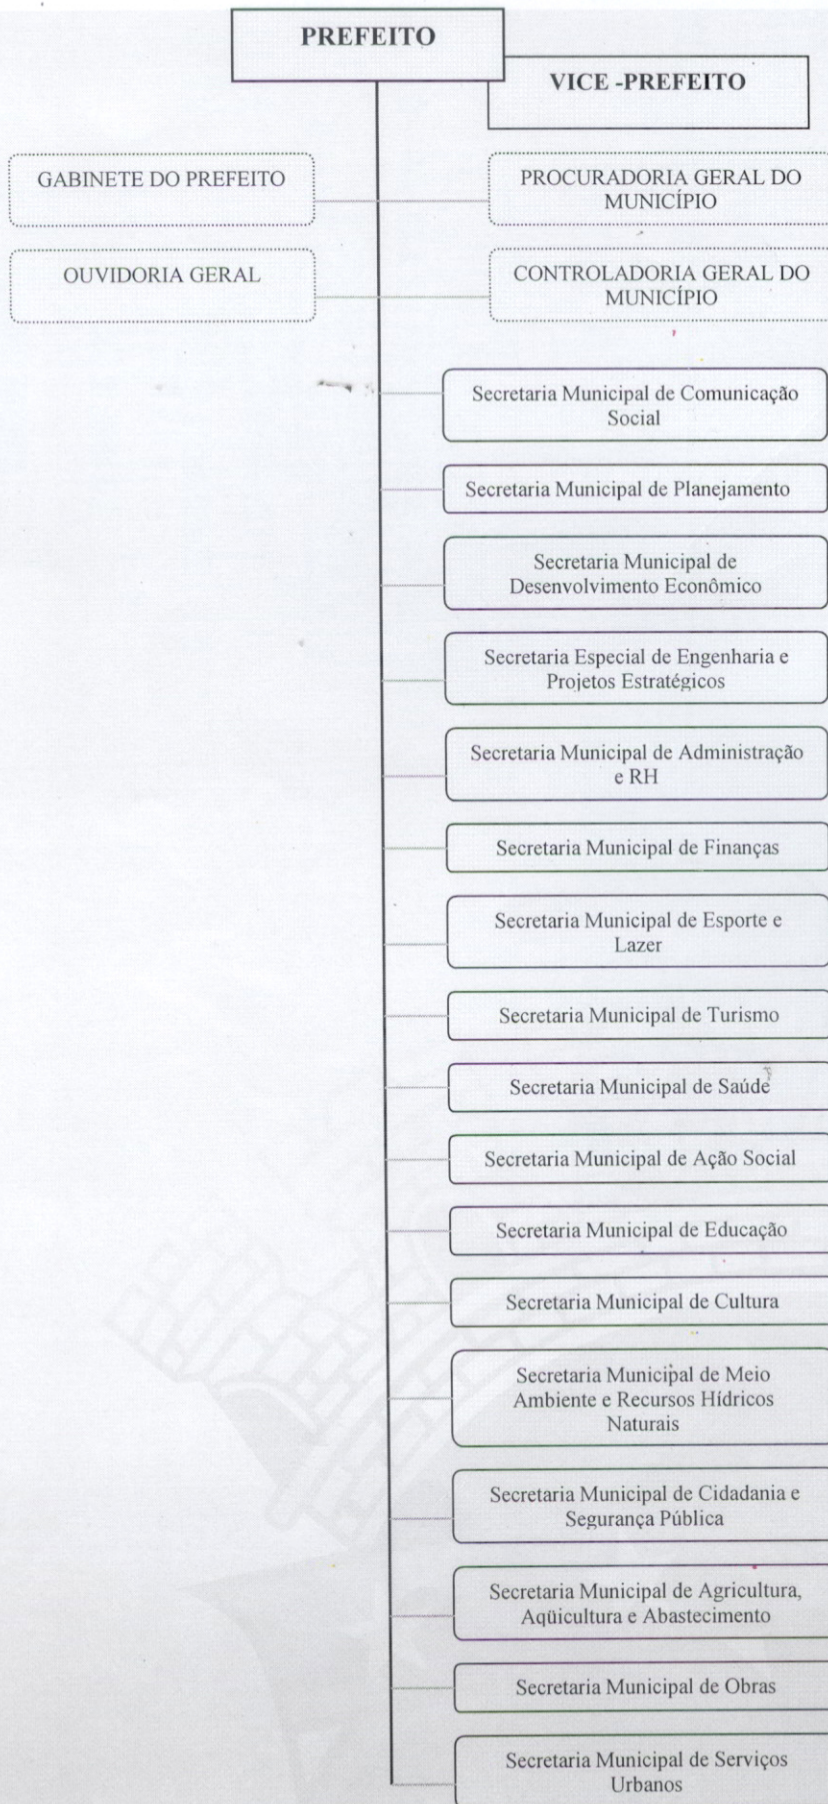 PREFEITO
VICE -PREFEITO
GABINETE DO PREFEITO
PROCURADORIA GERAL DO
MUNICÍPIO
OUVIDORIA GERAL
CONTROLADORIA GERAL DO
MUNICÍPIO
Secretaria Municipal de Comunicação
Social
Secretaria Municipal de Planejamento
Secretaria Municipal de
Desenvolvimento Econômico
Secretaria Especial de Engenharia e
Projetos Estratégicos
Secretaria Municipal de Administração
e RH
Secretaria Municipal de Finanças
Secretaria Municipal de Esporte e
Lazer
Secretaria Municipal de Turismo
Secretaria Municipal de Saúde
Secretaria Municipal de Ação Social
Secretaria Municipal de Educação
Secretaria Municipal de Cultura
Secretaria Municipal de Meio
Ambiente e Recursos Hídricos
Naturais
Secretaria Municipal de Cidadania e
Segurança Pública
Secretaria Municipal de Agricultura,
Aqüicultura e Abastecimento
Secretaria Municipal de Obras
Secretaria Municipal de Serviços
Urbanos